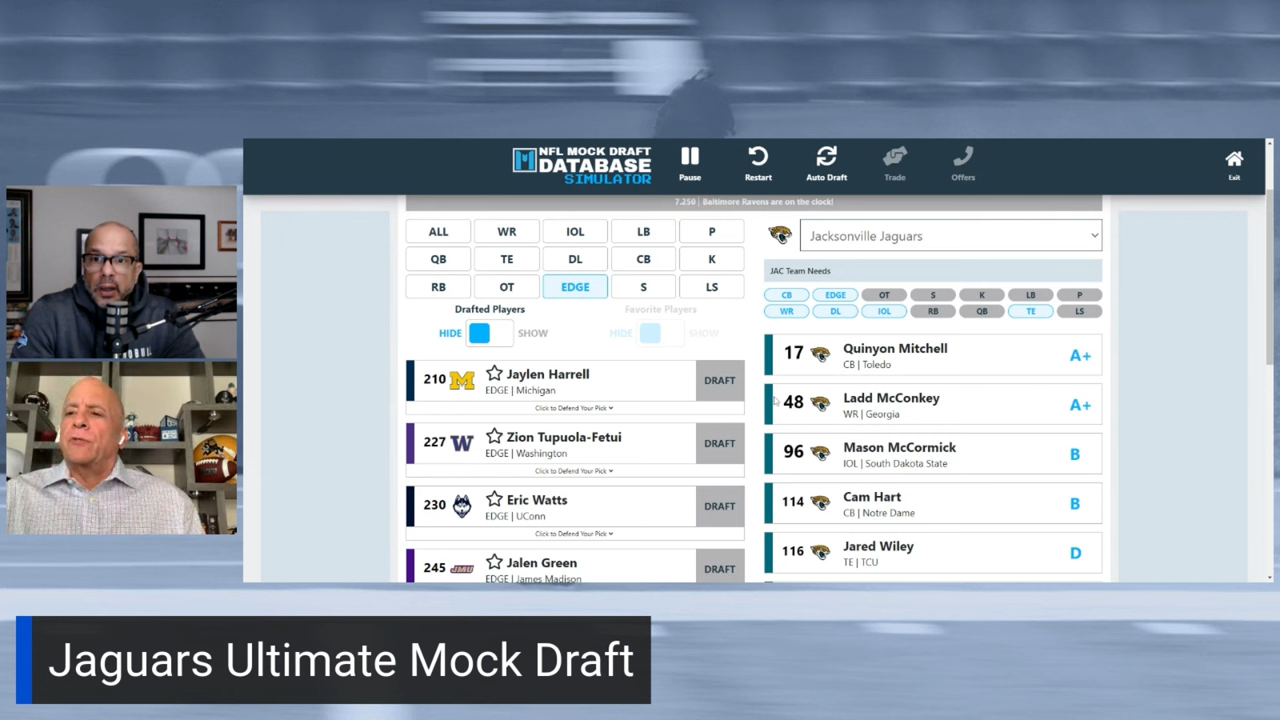 NFL MOCK DRAFT
DATABASE
SIMULATOR
Pause
Restart
Auto Draft
Trade
Offers
Exit
7.250 | Baltimore Ravens are on the clock!
ALL
WR
IOL
LB
P
QB
TE
DL
CB
K
RB
OT
EDGE
S
LS
Drafted Players
Favorite Players
HIDE
SHOW
HIDE
SHOW
210
Jaylen Harrell
EDGE | Michigan
DRAFT
Click to Defend Your Pick
227
Zion Tupuola-Fetui
EDGE | Washington
DRAFT
Click to Defend Your Pick
230
Eric Watts
EDGE | UConn
DRAFT
Click to Defend Your Pick
245
JMU
Jalen Green
EDGE | James Madison
DRAFT
Jacksonville Jaguars
JAC Team Needs
CB
EDGE
OT
S
K
LB
P
WR
DL
IOL
RB
QB
TE
LS
17
Quinyon Mitchell
CB | Toledo
A+
48
Ladd McConkey
WR | Georgia
A+
96
Mason McCormick
IOL | South Dakota State
B
114
Cam Hart
CB | Notre Dame
B
116
Jared Wiley
TE | TCU
D
Jaguars Ultimate Mock Draft